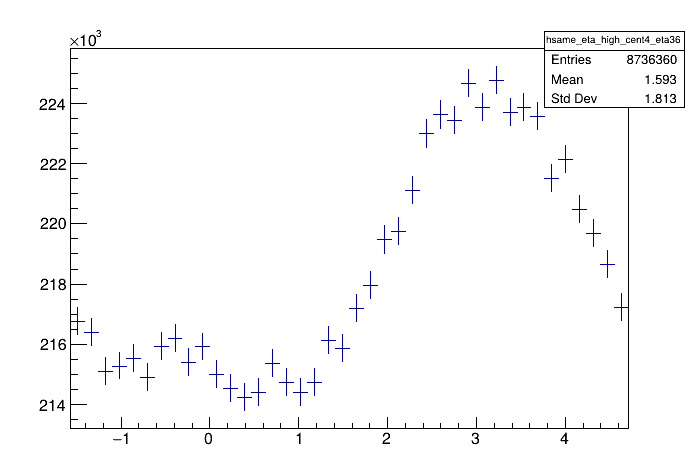 ×10³
hsame_eta_high_cent4_eta36
Entries 8736360
Mean 1.593
Std Dev 1.813
224
222
220
218
216
214
−1 0 1 2 3 4